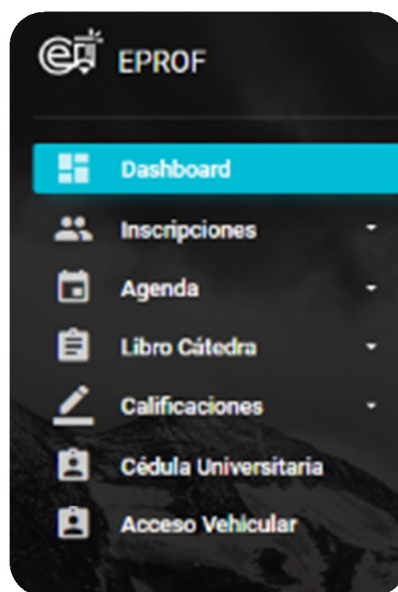 EPROF
Dashboard
Inscripciones
Agenda
Libro Cátedra
Calificaciones
Cédula Universitaria
Acceso Vehicular